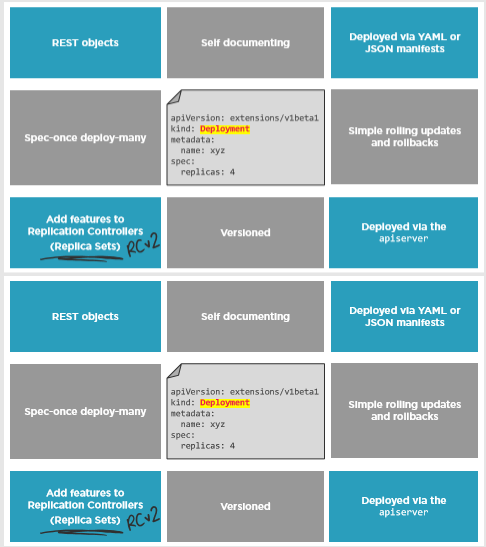 REST objects
Self documenting
Deployed via YAML or
JSON manifests
Spec-once deploy-many
apiVersion: extensions/v1beta1
kind: Deployment
metadata:
  name: xyz
spec:
  replicas: 4
Simple rolling updates
and rollbacks
Add features to
Replication Controllers
(Replica Sets) RCv2
Versioned
Deployed via the
apiserver
REST objects
Self documenting
Deployed via YAML or
JSON manifests
Spec-once deploy-many
apiVersion: extensions/v1beta1
kind: Deployment
metadata:
  name: xyz
spec:
  replicas: 4
Simple rolling updates
and rollbacks
Add features to
Replication Controllers
(Replica Sets) RCv2
Versioned
Deployed via the
apiserver